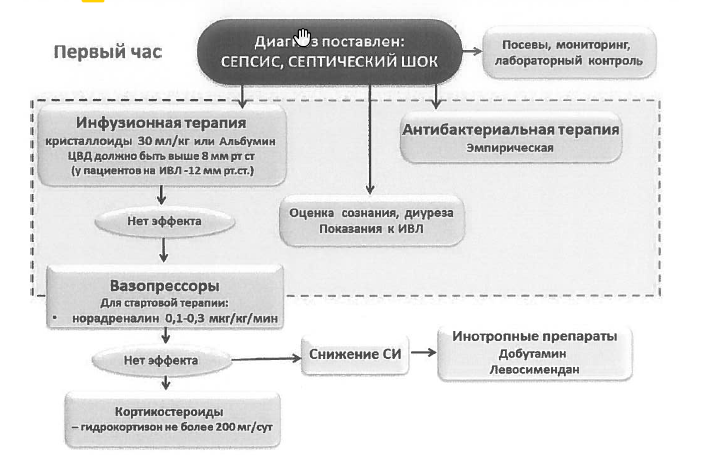 Первый час
Диагноз поставлен:
СЕПСИС, СЕПТИЧЕСКИЙ ШОК
Посевы, мониторинг,
лабораторный контроль
Инфузионная терапия
кристаллоиды 30 мл/кг или Альбумин
ЦВД должно быть выше 8 мм рт ст
(у пациентов на ИВЛ -12 мм рт.ст.)
Антибактериальная терапия
Эмпирическая
Нет эффекта
Оценка сознания, диуреза
Показания к ИВЛ
Вазопрессоры
Для стартовой терапии:
• норадреналин 0,1-0,3 мкг/кг/мин
Нет эффекта
Снижение СИ
Инотропные препараты
Добутамин
Левосимендан
Кортикостероиды
– гидрокортизон не более 200 мг/сут